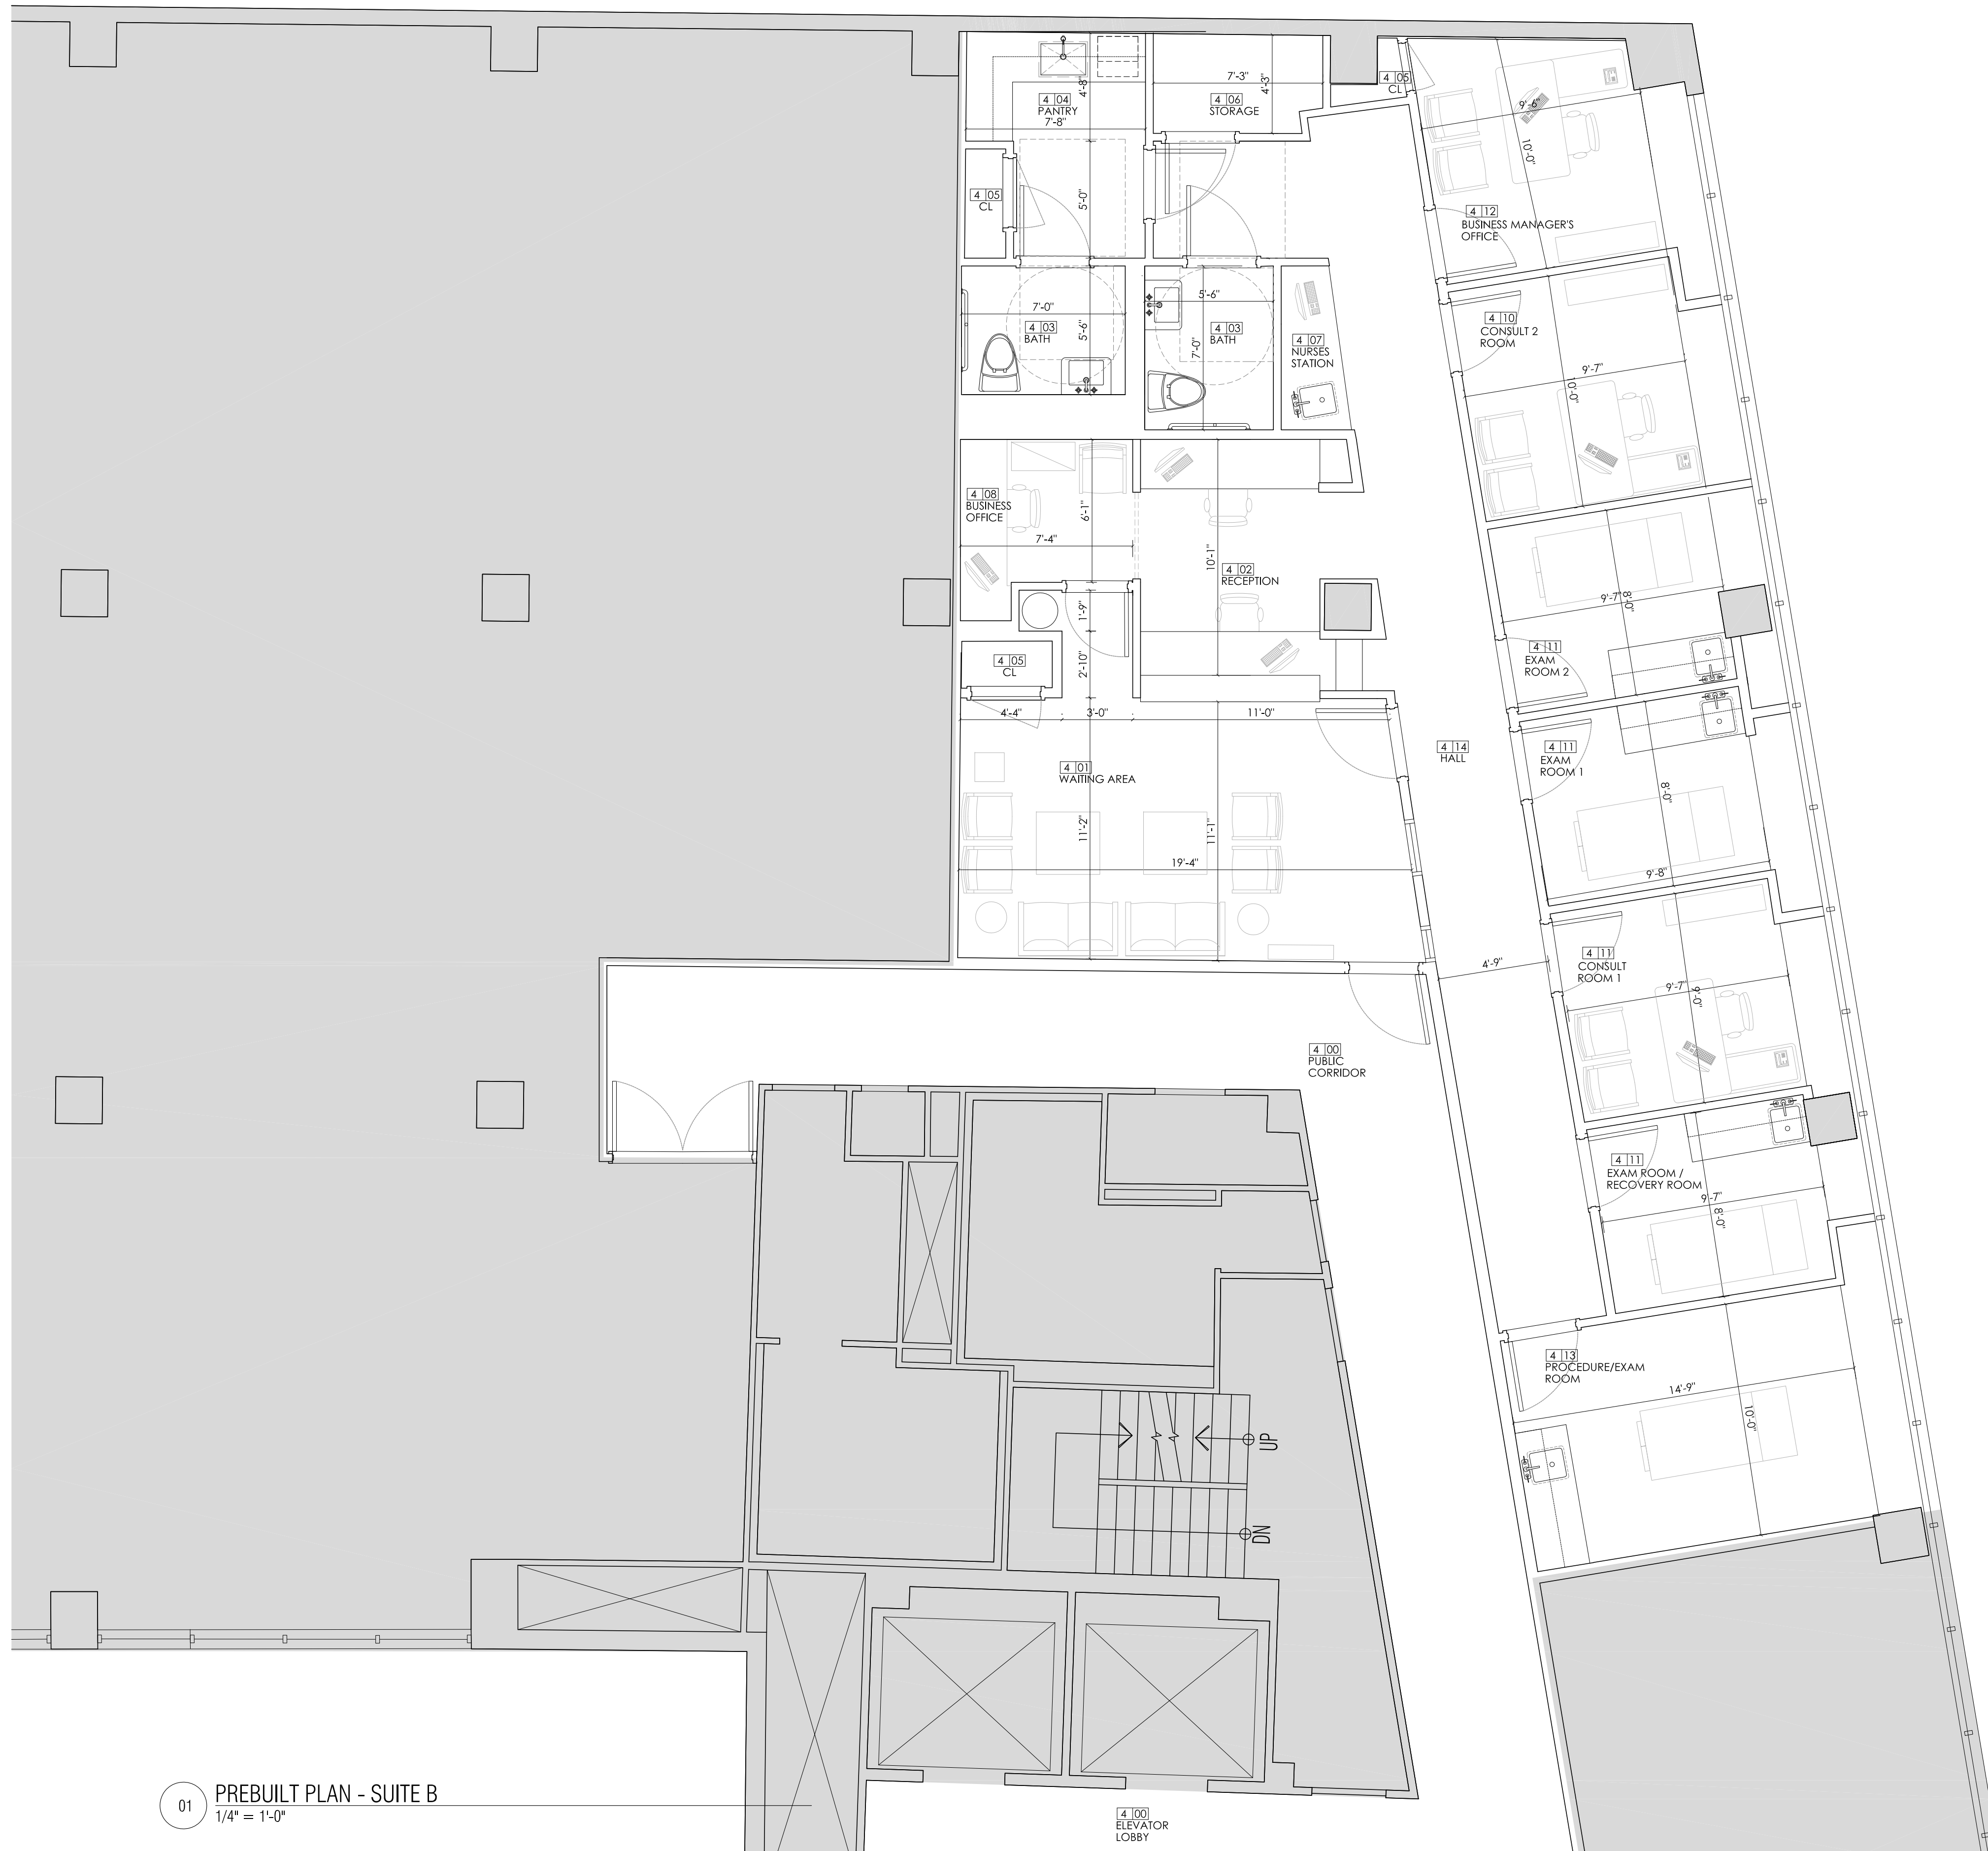 4 04
PANTRY
7'-8"
4'-8"
7'-3"
4'-3"
4 06
STORAGE
4 05
CL
9'-6"
10'-0"
4 05
CL
5'-0"
4 12
BUSINESS MANAGER'S
OFFICE
7'-0"
4 03
BATH
5'-6"
5'-6"
4 03
BATH
7'-0"
4 07
NURSES
STATION
4 10
CONSULT 2
ROOM
9'-7"
10'-0"
4 08
BUSINESS
OFFICE
7'-4"
6'-1"
10'-1"
4 02
RECEPTION
1'-9"
2'-10"
4 05
CL
4'-4"
3'-0"
11'-0"
9'-7"
8'-0"
4 11
EXAM
ROOM 2
4 14
HALL
4 11
EXAM
ROOM 1
8'-0"
9'-8"
4 01
WAITING AREA
11'-2"
11'-1"
19'-4"
4'-9"
4 11
CONSULT
ROOM 1
9'-7"
9'-0"
4 00
PUBLIC
CORRIDOR
4 11
EXAM ROOM /
RECOVERY ROOM
9'-7"
8'-0"
4 13
PROCEDURE/EXAM
ROOM
14'-9"
10'-0"
UP
DN
01
PREBUILT PLAN - SUITE B
1/4" = 1'-0"
4 00
ELEVATOR
LOBBY